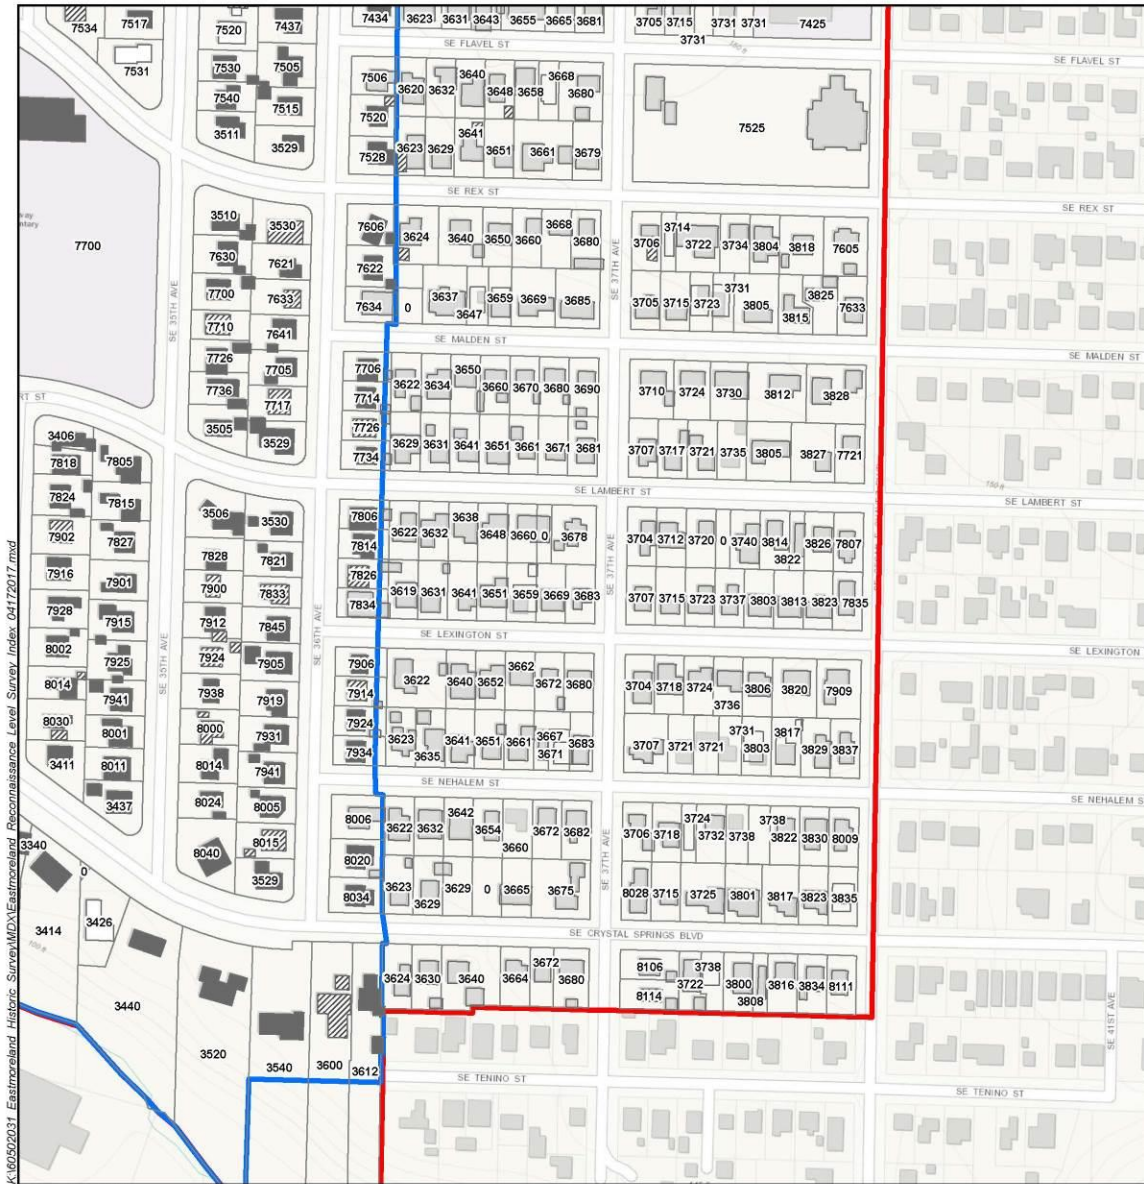 7534 7517 7520 7437 7434 3623 3631 3643 3655 3665 3681 3705 3715 3731 3731 7425
3731
SE FLAVEL ST
SE FLAVEL ST
7531 7530 7505
7540 7515
3511 3529
7506 3620 3632 3640 3648 3658 3668 3680
7520
7528 3623 3629 3641 3651 3661 3679
7525
SE REX ST
SE REX ST
7700
3510 3530
7630 7621
7700 7633
7710 7641
7726 7705
7736 7717
3505 3529
7606 3624 3640 3650 3660 3668 3680
7622
7634 0 3637 3647 3659 3669 3685
3706 3714 3722 3734 3804 3818 7605
3705 3715 3723 3731 3805 3815 3825 7633
SE 35TH AVE
SE 37TH AVE
SE MALDEN ST
SE MALDEN ST
7706 3622 3634 3650 3660 3670 3680 3690
7714
7726
7734 3629 3631 3641 3651 3661 3671 3681
3710 3724 3730 3812 3828
3707 3717 3721 3735 3805 3827 7721
SE LAMBERT ST
SE LAMBERT ST
3406 7805
7818
7824 7815
7902 7827
7916 7901
7928 7915
8002 7925
8014 7941
8030 8001
3411 8011
3437
3506 3530
7828 7821
7900 7833
7912 7845
7924 7905
7938 7919
8000 7931
8014 7941
8024 8005
8040 8015
3529
7806 3622 3632 3638 3648 3660 0 3678
7814
7826
7834 3619 3631 3641 3651 3659 3669 3683
3704 3712 3720 0 3740 3814 3822 3826 7807
3707 3715 3723 3737 3803 3813 3823 7835
SE 35TH AVE
SE 36TH AVE
SE 37TH AVE
SE LEXINGTON ST
SE LEXINGTON
7906 3622 3640 3652 3662 3672 3680
7914
7924 3623 3635 3641 3651 3661 3667 3671 3683
7934
3704 3718 3724 3736 3806 3820 7909
3707 3721 3721 3731 3803 3817 3829 3837
SE NEHALEM ST
SE NEHALEM S
8006 3622 3632 3642 3654 3660 3672 3682
8020
8034 3623 3629 3629 0 3665 3675
3706 3718 3724 3732 3738 3738 3822 3830 8009
8028 3715 3725 3801 3817 3823 3835
SE 37TH AVE
SE CRYSTAL SPRINGS BLVD
3340 0
3414 3426
3440
3520
3540 3600 3612
3624 3630 3640 3664 3672 3680
8106 3722 3738 3800 3808 3816 3834 8111
8114
SE TENINO ST
SE TENINO ST
SE 41ST AVE
K:\60502031_Eastmoreland Historic Survey\MDX\Eastmoreland Reconnaissance Level Survey Index_04172017.mxd